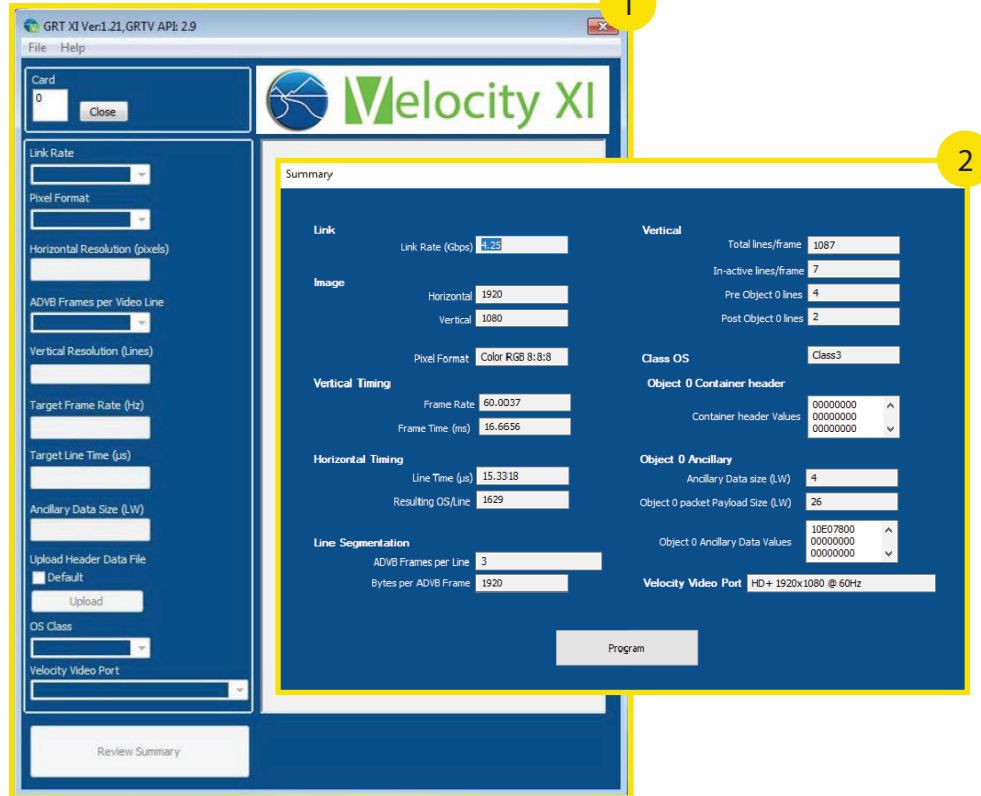 1
GRT XI Ver:1.21,GRTV API: 2.9
File Help
Card
0
Close
Velocity XI
Link Rate
Pixel Format
Horizontal Resolution (pixels)
ADVB Frames per Video Line
Vertical Resolution (Lines)
Target Frame Rate (Hz)
Target Line Time (µs)
Ancillary Data Size (LW)
Upload Header Data File
Default
Upload
OS Class
Velocity Video Port
Review Summary
2
Summary
Link
Link Rate (Gbps) 4.25
Image
Horizontal 1920
Vertical 1080
Pixel Format Color RGB 8:8:8
Vertical Timing
Frame Rate 60.0037
Frame Time (ms) 16.6656
Horizontal Timing
Line Time (µs) 15.3318
Resulting OS/Line 1629
Line Segmentation
ADVB Frames per Line 3
Bytes per ADVB Frame 1920
Vertical
Total lines/frame 1087
In-active lines/frame 7
Pre Object 0 lines 4
Post Object 0 lines 2
Class OS Class3
Object 0 Container header
Container header Values 00000000
00000000
00000000
Object 0 Ancillary
Ancillary Data size (LW) 4
Object 0 packet Payload Size (LW) 26
Object 0 Ancillary Data Values 10E07800
00000000
00000000
Velocity Video Port HD+ 1920x1080 @ 60Hz
Program